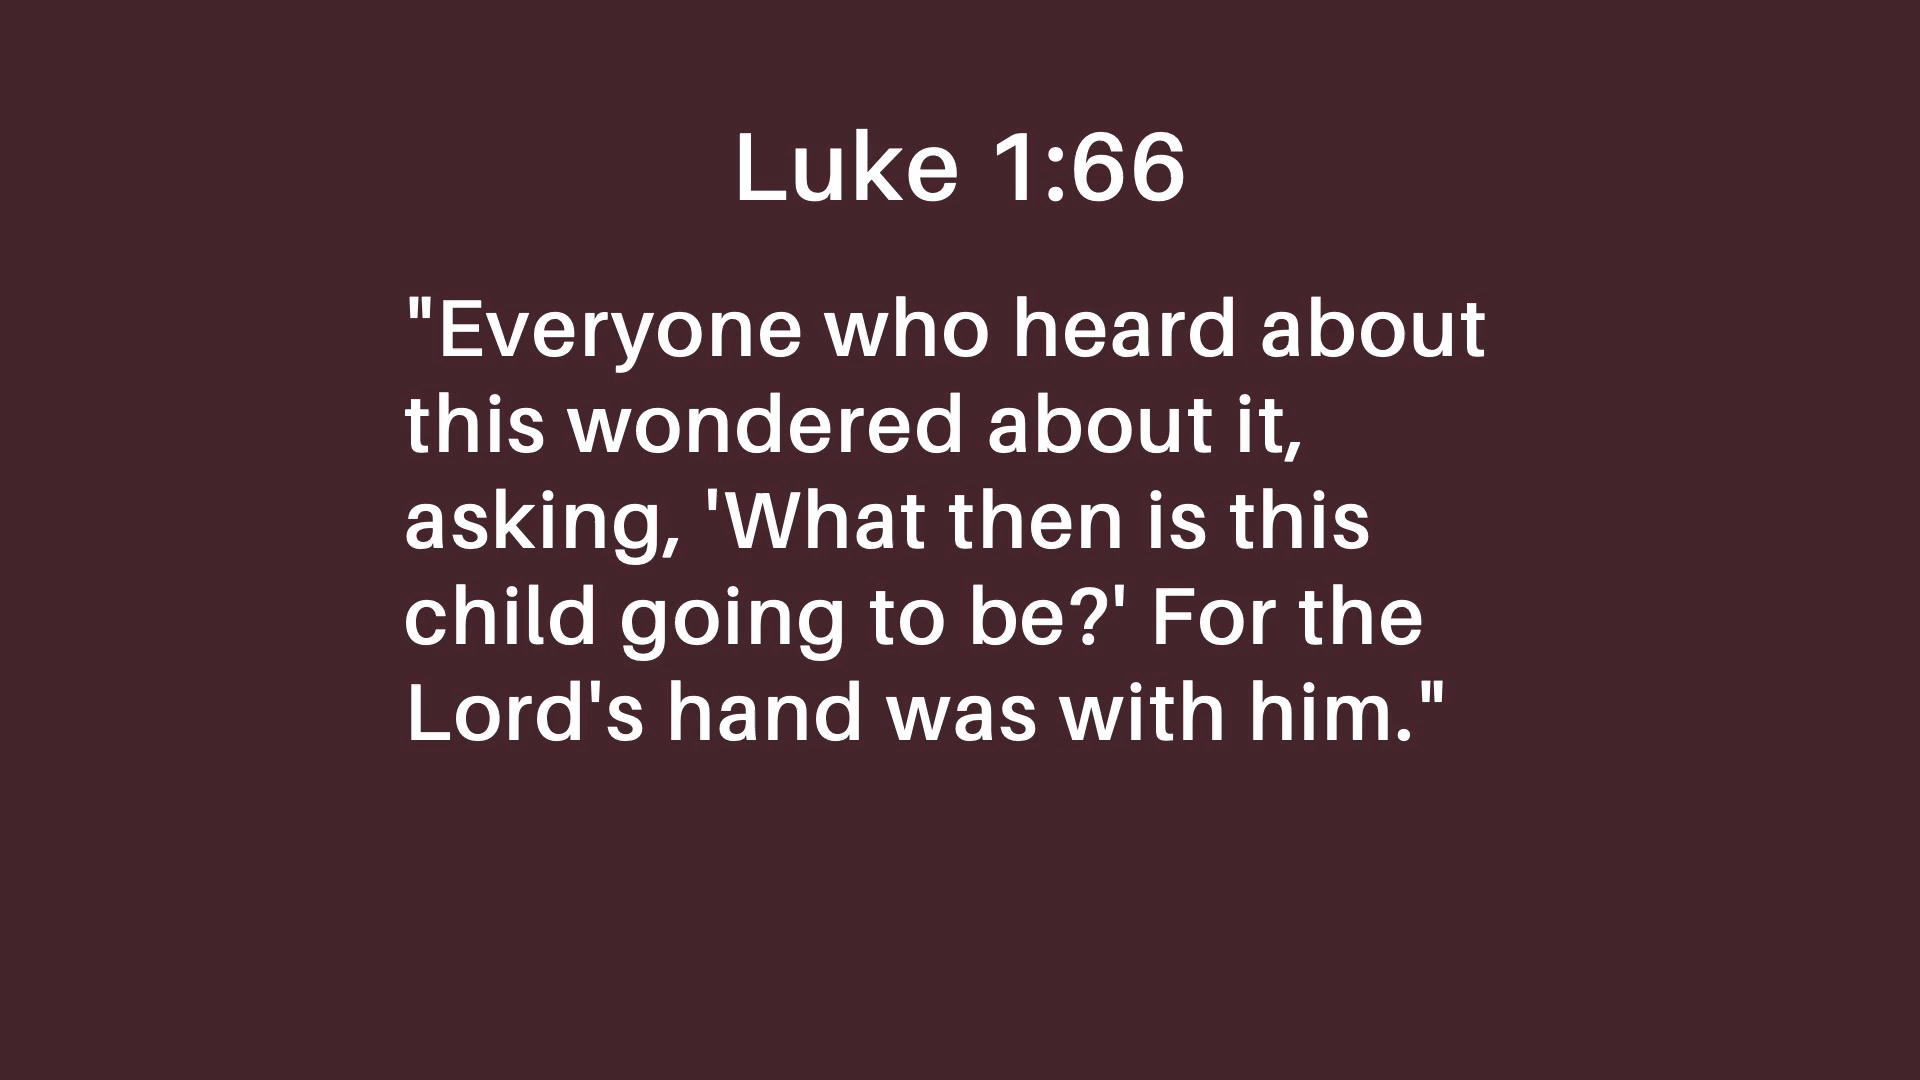 Luke 1:66
"Everyone who heard about
this wondered about it,
asking, 'What then is this
child going to be?' For the
Lord's hand was with him."